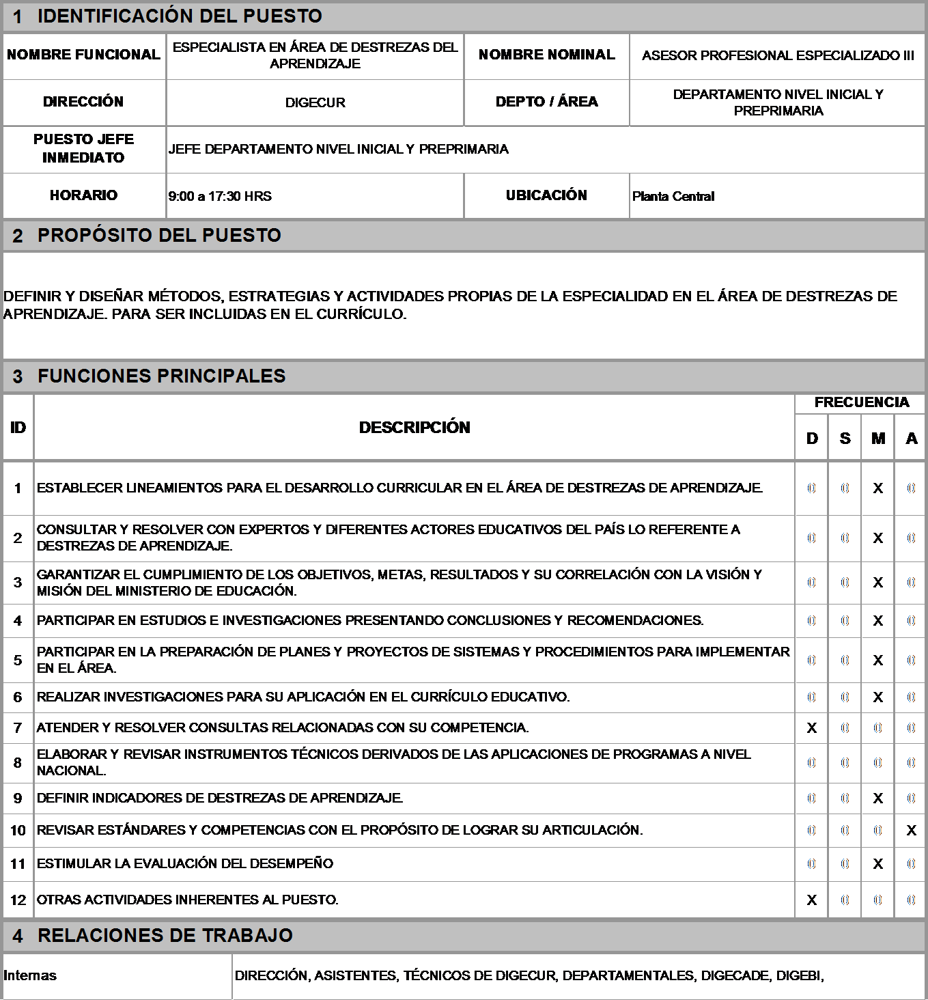 1 IDENTIFICACIÓN DEL PUESTO
NOMBRE FUNCIONAL
ESPECIALISTA EN ÁREA DE DESTREZAS DEL
APRENDIZAJE
NOMBRE NOMINAL
ASESOR PROFESIONAL ESPECIALIZADO III
DIRECCIÓN
DIGECUR
DEPTO / ÁREA
DEPARTAMENTO NIVEL INICIAL Y
PREPRIMARIA
PUESTO JEFE
INMEDIATO
JEFE DEPARTAMENTO NIVEL INICIAL Y PREPRIMARIA
HORARIO
9:00 a 17:30 HRS
UBICACIÓN
Planta Central
2 PROPÓSITO DEL PUESTO
DEFINIR Y DISEÑAR MÉTODOS, ESTRATEGIAS Y ACTIVIDADES PROPIAS DE LA ESPECIALIDAD EN EL ÁREA DE DESTREZAS DE
APRENDIZAJE. PARA SER INCLUIDAS EN EL CURRÍCULO.
3 FUNCIONES PRINCIPALES
ID
DESCRIPCIÓN
FRECUENCIA
D S M A
1 ESTABLECER LINEAMIENTOS PARA EL DESARROLLO CURRICULAR EN EL ÁREA DE DESTREZAS DE APRENDIZAJE. 0 0 X 0
2 CONSULTAR Y RESOLVER CON EXPERTOS Y DIFERENTES ACTORES EDUCATIVOS DEL PAÍS LO REFERENTE A
DESTREZAS DE APRENDIZAJE. 0 0 X 0
3 GARANTIZAR EL CUMPLIMIENTO DE LOS OBJETIVOS, METAS, RESULTADOS Y SU CORRELACIÓN CON LA VISIÓN Y
MISIÓN DEL MINISTERIO DE EDUCACIÓN. 0 0 X 0
4 PARTICIPAR EN ESTUDIOS E INVESTIGACIONES PRESENTANDO CONCLUSIONES Y RECOMENDACIONES. 0 0 X 0
5 PARTICIPAR EN LA PREPARACIÓN DE PLANES Y PROYECTOS DE SISTEMAS Y PROCEDIMIENTOS PARA IMPLEMENTAR
EN EL ÁREA. 0 0 X 0
6 REALIZAR INVESTIGACIONES PARA SU APLICACIÓN EN EL CURRÍCULO EDUCATIVO. 0 0 X 0
7 ATENDER Y RESOLVER CONSULTAS RELACIONADAS CON SU COMPETENCIA. X 0 0 0
8 ELABORAR Y REVISAR INSTRUMENTOS TÉCNICOS DERIVADOS DE LAS APLICACIONES DE PROGRAMAS A NIVEL
NACIONAL. 0 0 0 0
9 DEFINIR INDICADORES DE DESTREZAS DE APRENDIZAJE. 0 0 X 0
10 REVISAR ESTÁNDARES Y COMPETENCIAS CON EL PROPÓSITO DE LOGRAR SU ARTICULACIÓN. 0 0 0 X
11 ESTIMULAR LA EVALUACIÓN DEL DESEMPEÑO 0 0 X 0
12 OTRAS ACTIVIDADES INHERENTES AL PUESTO. X 0 0 0
4 RELACIONES DE TRABAJO
Internas
DIRECCIÓN, ASISTENTES, TÉCNICOS DE DIGECUR, DEPARTAMENTALES, DIGECADE, DIGEBI,